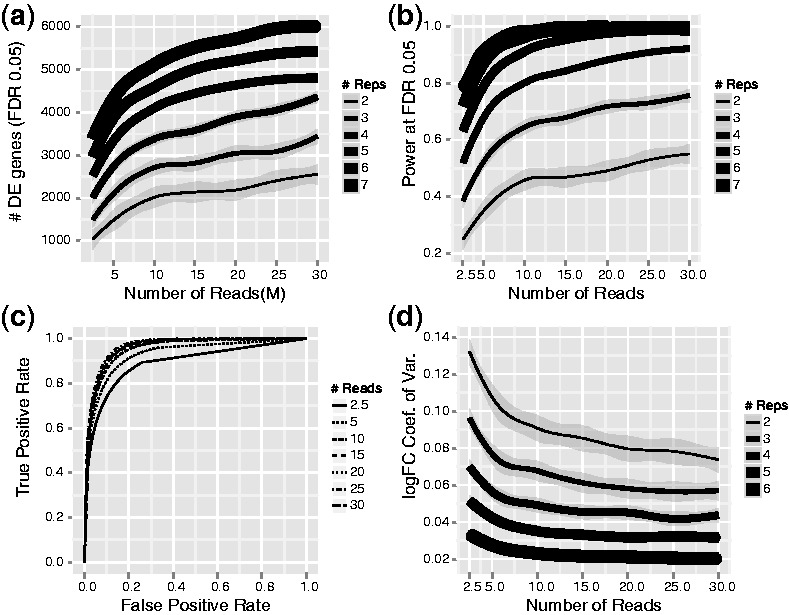 (a)
# DE genes (FDR 0.05)
6000
5000
4000
3000
2000
1000
5 10 15 20 25 30
Number of Reads(M)
# Reps
2
3
4
5
6
7
(b)
Power at FDR 0.05
1.0
0.8
0.6
0.4
0.2
2.5 5.0 10.0 15.0 20.0 25.0 30.0
Number of Reads
# Reps
2
3
4
5
6
7
(c)
True Positive Rate
1.0
0.8
0.6
0.4
0.2
0.0
0.0 0.2 0.4 0.6 0.8 1.0
False Positive Rate
# Reads
2.5
5
10
15
20
25
30
(d)
logFC Coef. of Var.
0.14
0.12
0.10
0.08
0.06
0.04
0.02
2.5 5.0 10.0 15.0 20.0 25.0 30.0
Number of Reads
# Reps
2
3
4
5
6